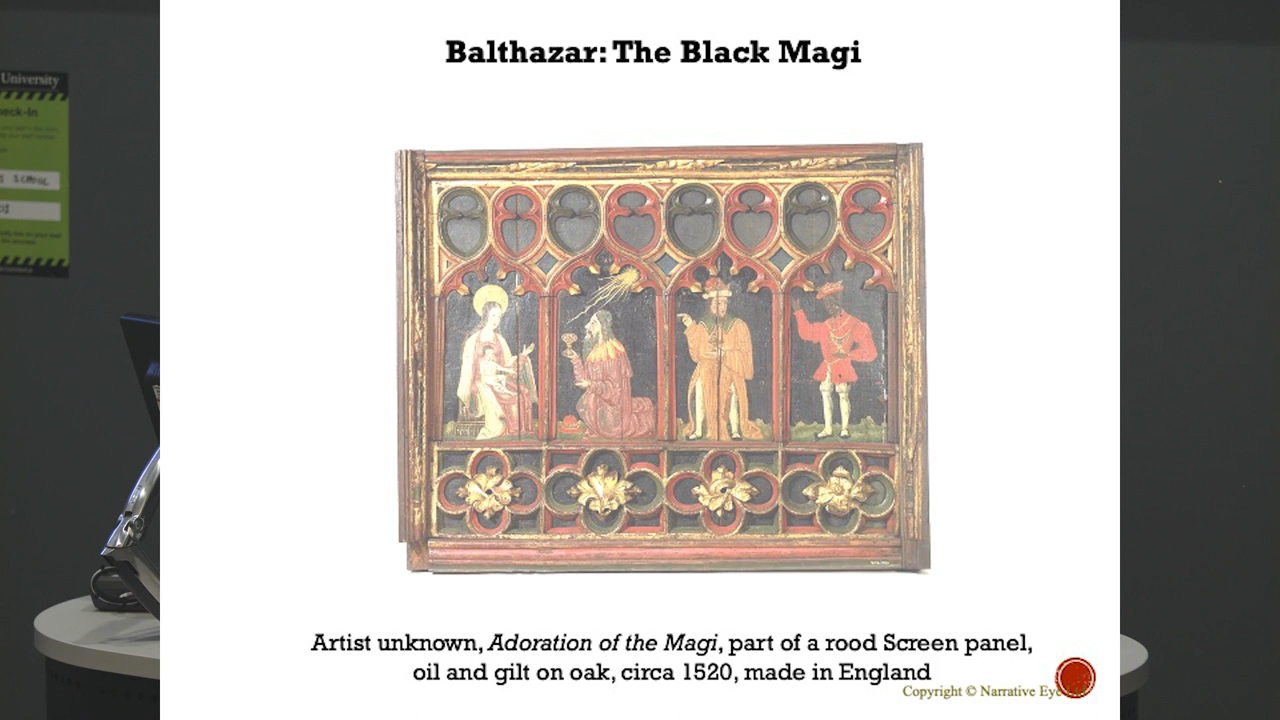 University
Balthazar: The Black Magi
Artist unknown, Adoration of the Magi, part of a rood Screen panel,
oil and gilt on oak, circa 1520, made in England
Copyright © Narrative Eye